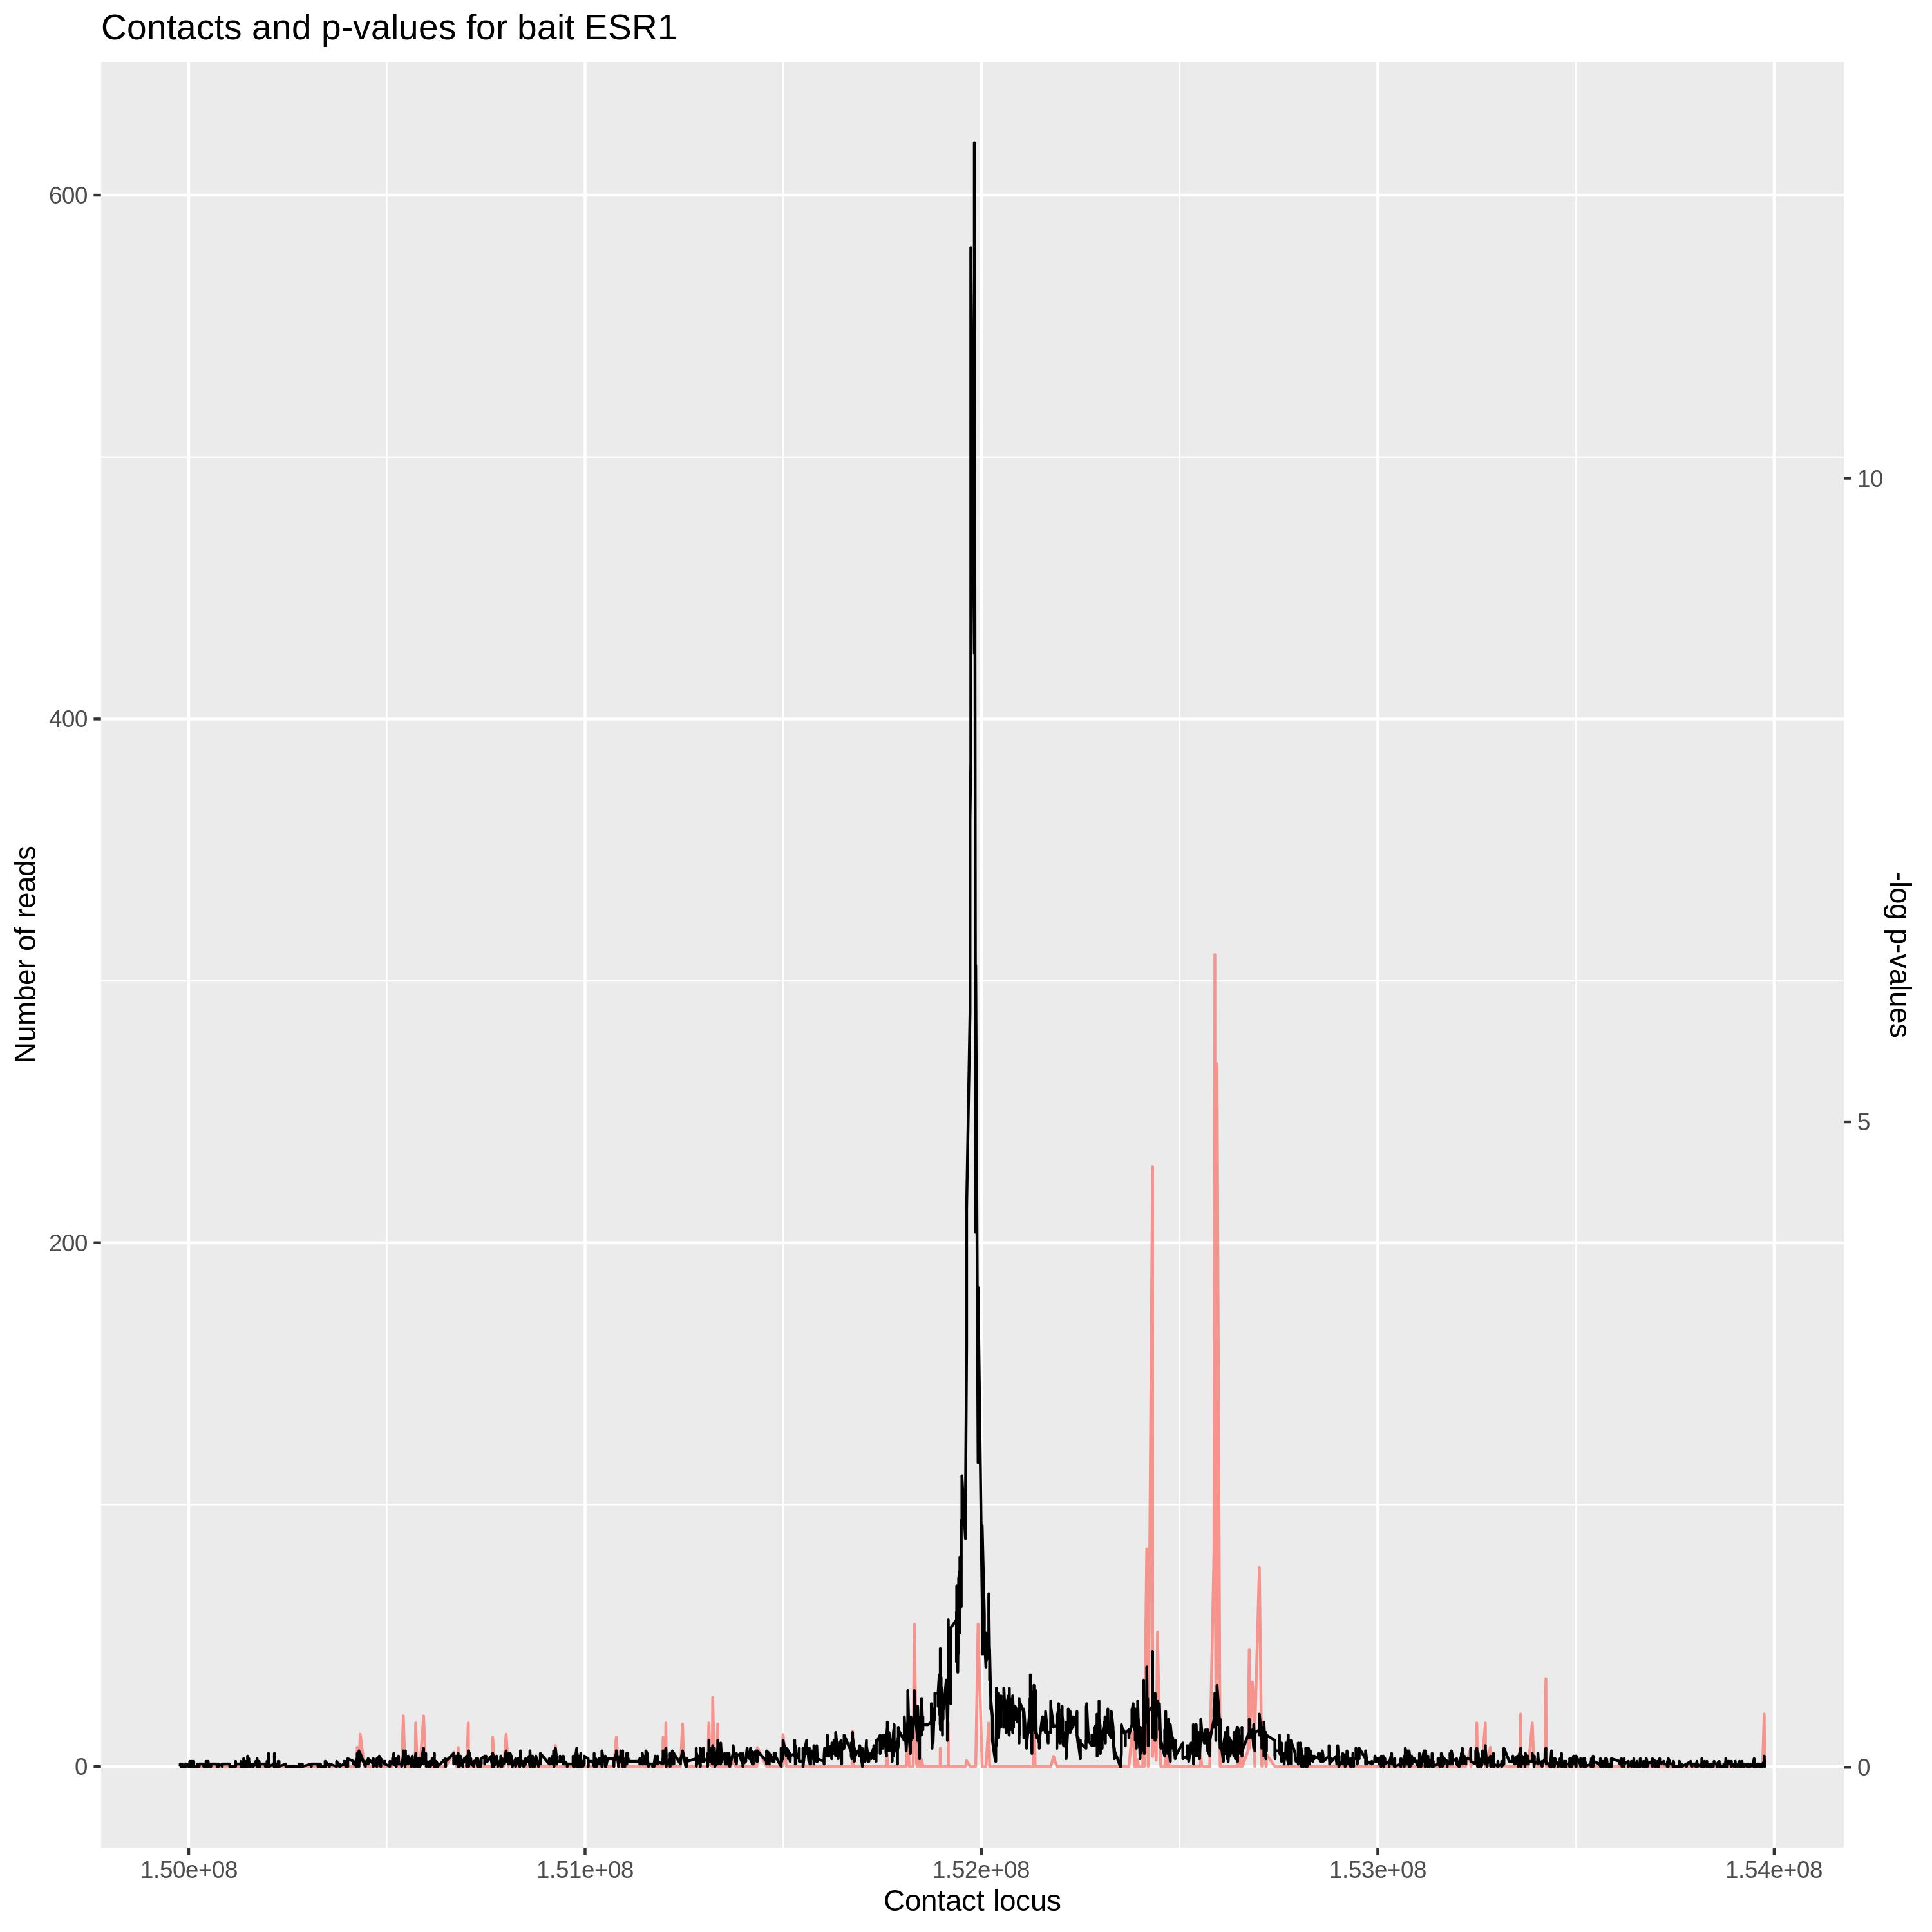 Contacts and p-values for bait ESR1
Number of reads
600
400
200
0
10
5
0
-log p-values
1.50e+08
1.51e+08
1.52e+08
1.53e+08
1.54e+08
Contact locus